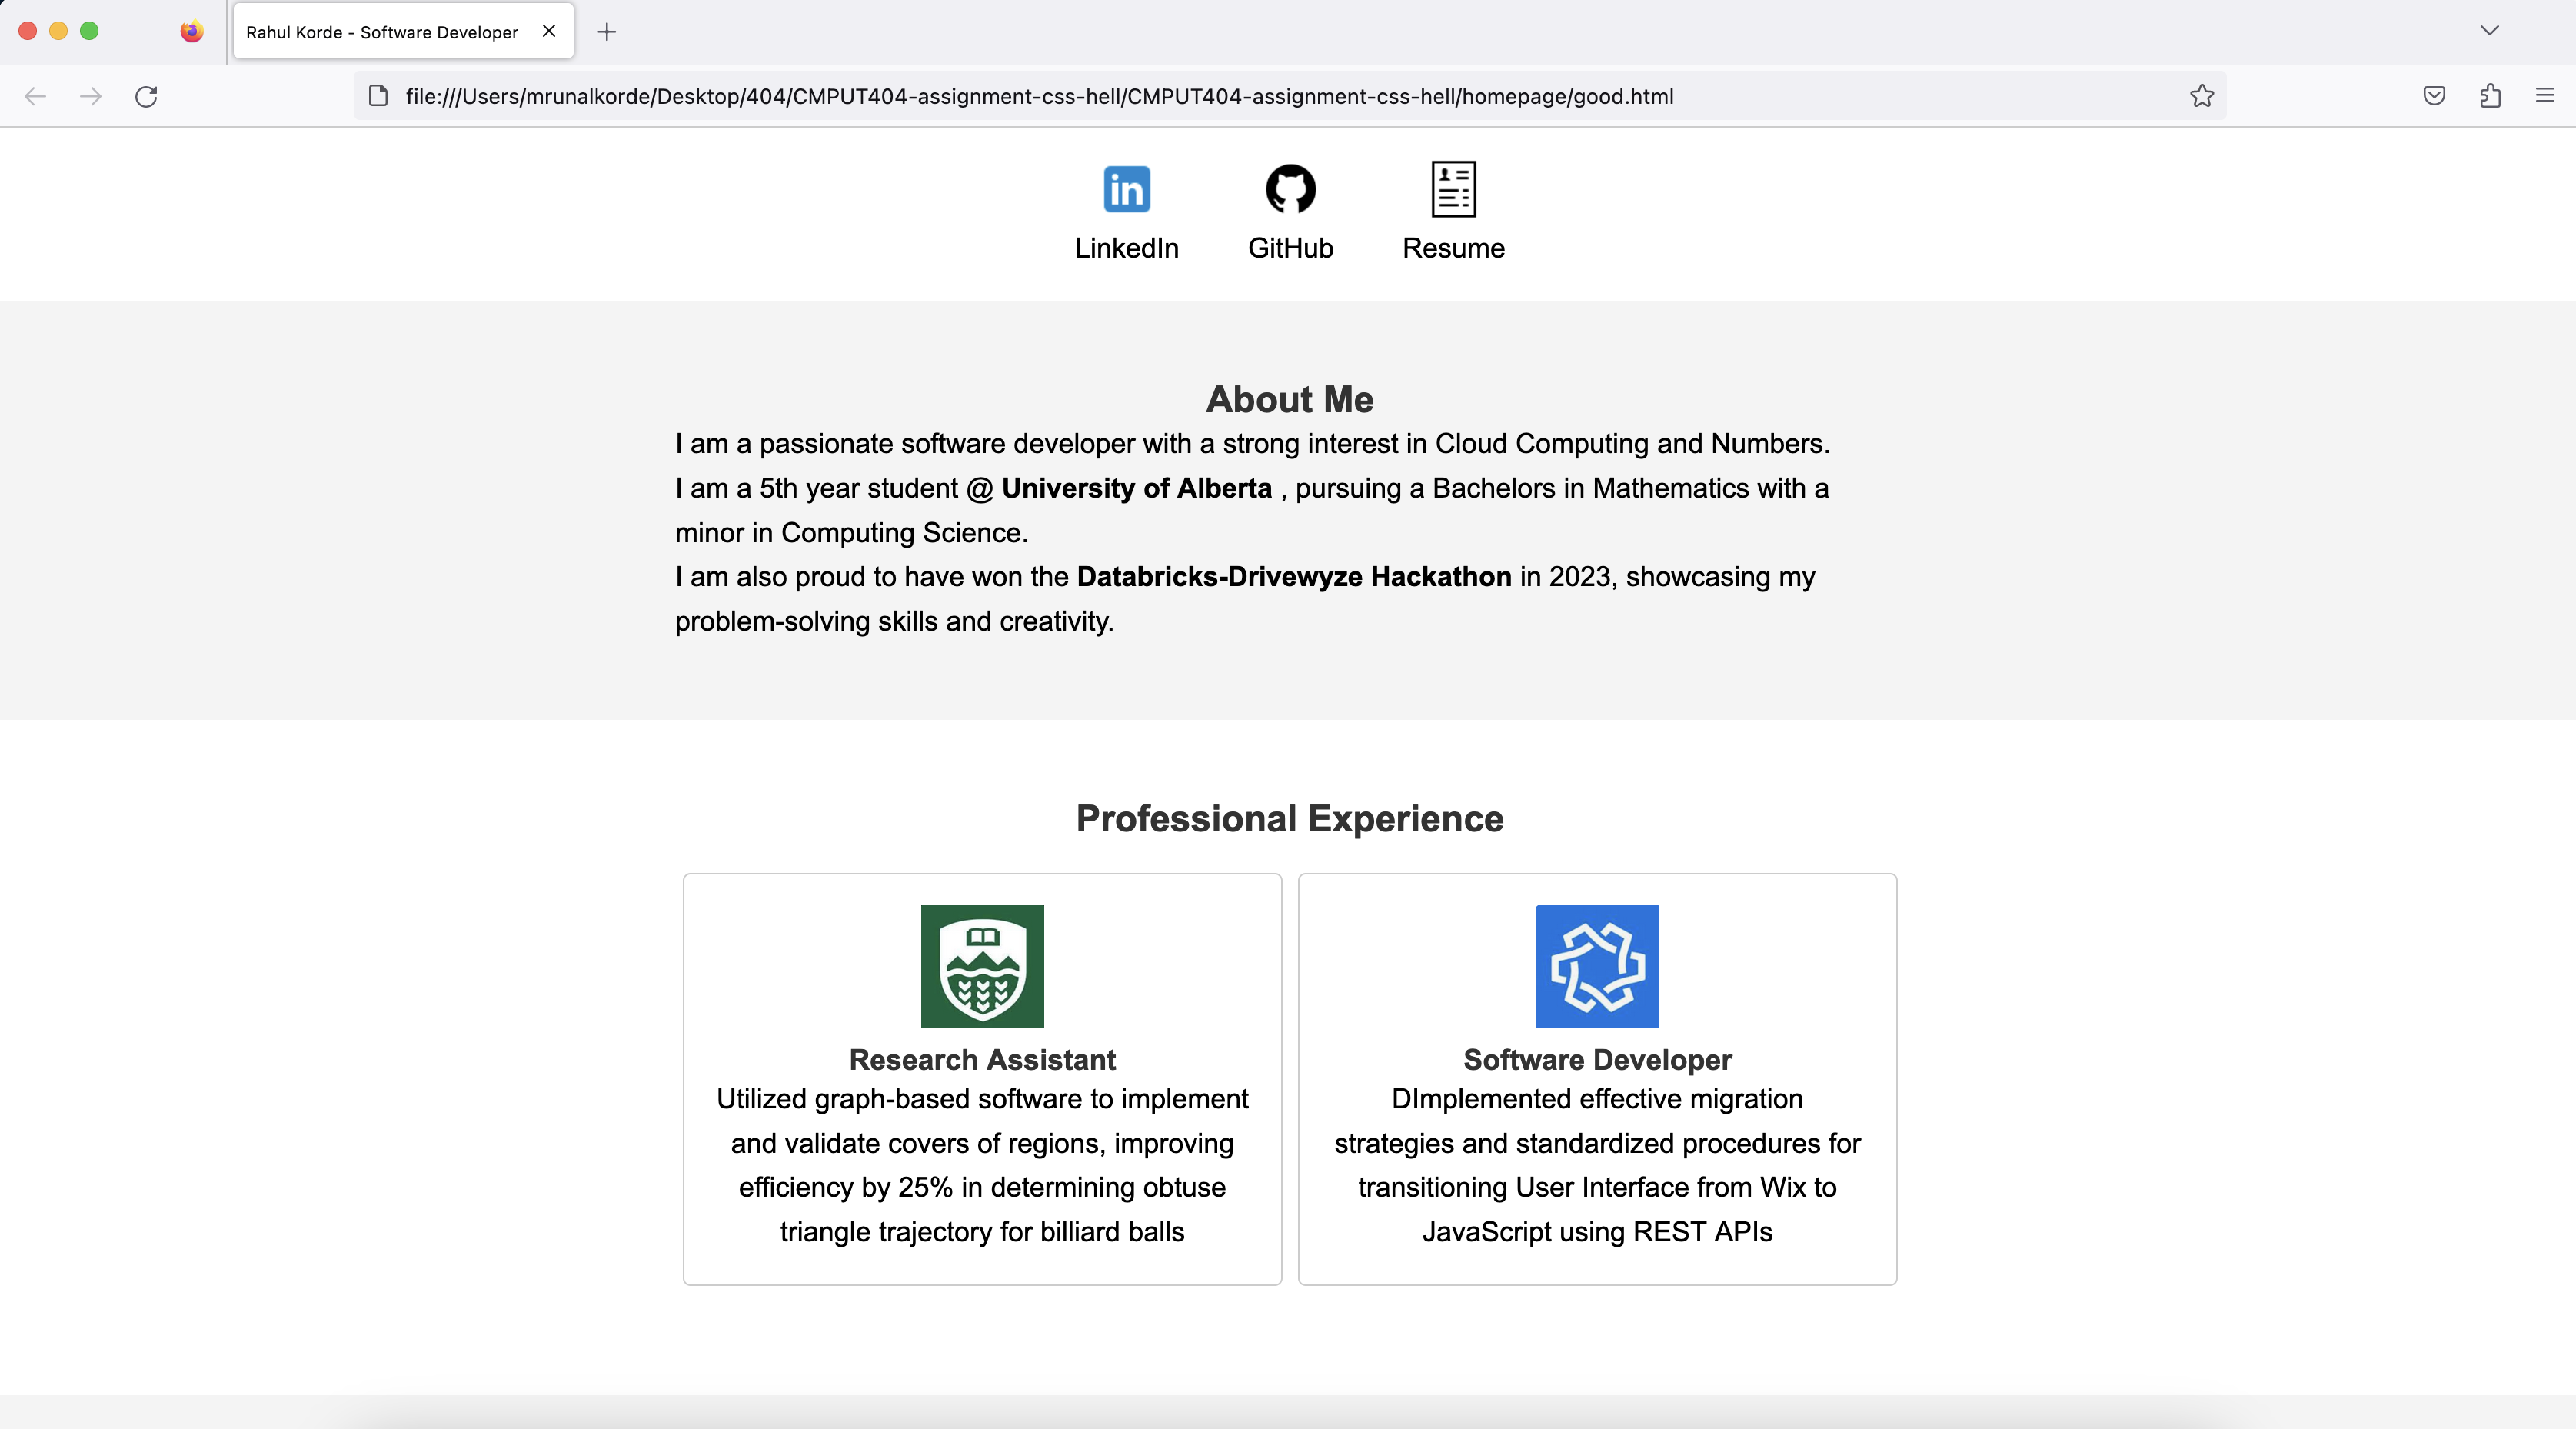 Rahul Korde - Software Developer
file:///Users/mrunalkorde/Desktop/404/CMPUT404-assignment-css-hell/CMPUT404-assignment-css-hell/homepage/good.html
in
LinkedIn
GitHub
Resume
About Me
I am a passionate software developer with a strong interest in Cloud Computing and Numbers.
I am a 5th year student @ University of Alberta , pursuing a Bachelors in Mathematics with a
minor in Computing Science.
I am also proud to have won the Databricks-Drivewyze Hackathon in 2023, showcasing my
problem-solving skills and creativity.
Professional Experience
Research Assistant
Utilized graph-based software to implement
and validate covers of regions, improving
efficiency by 25% in determining obtuse
triangle trajectory for billiard balls
Software Developer
DImplemented effective migration
strategies and standardized procedures for
transitioning User Interface from Wix to
JavaScript using REST APIs